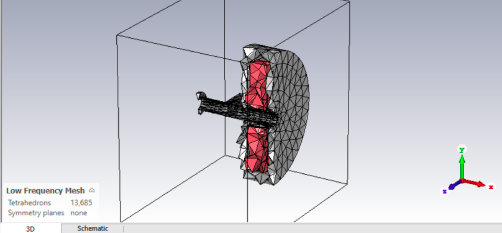 y
x
z
Low Frequency Mesh
Tetrahedrons 13,685
Symmetry planes none
3D Schematic